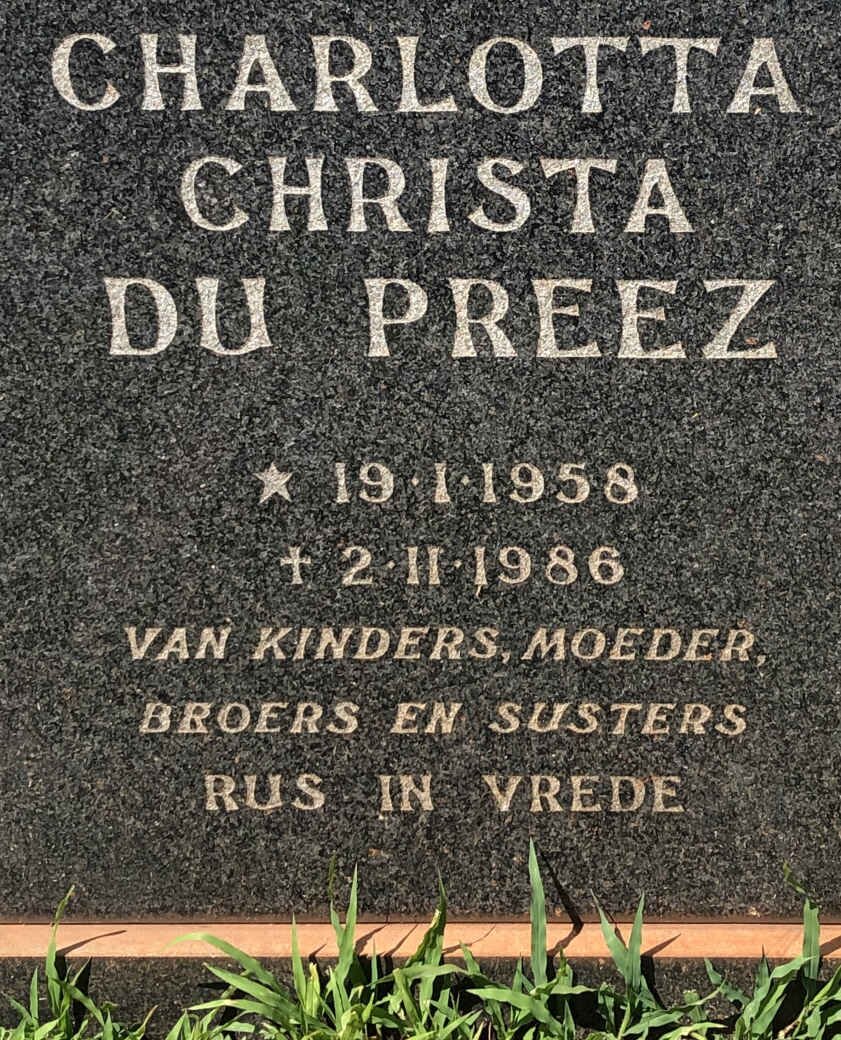 CHARLOTTA
CHRISTA
DU PREEZ
★ 19·1·1958
† 2·11·1986
VAN KINDERS, MOEDER,
BROERS EN SUSTERS
RUS IN VREDE